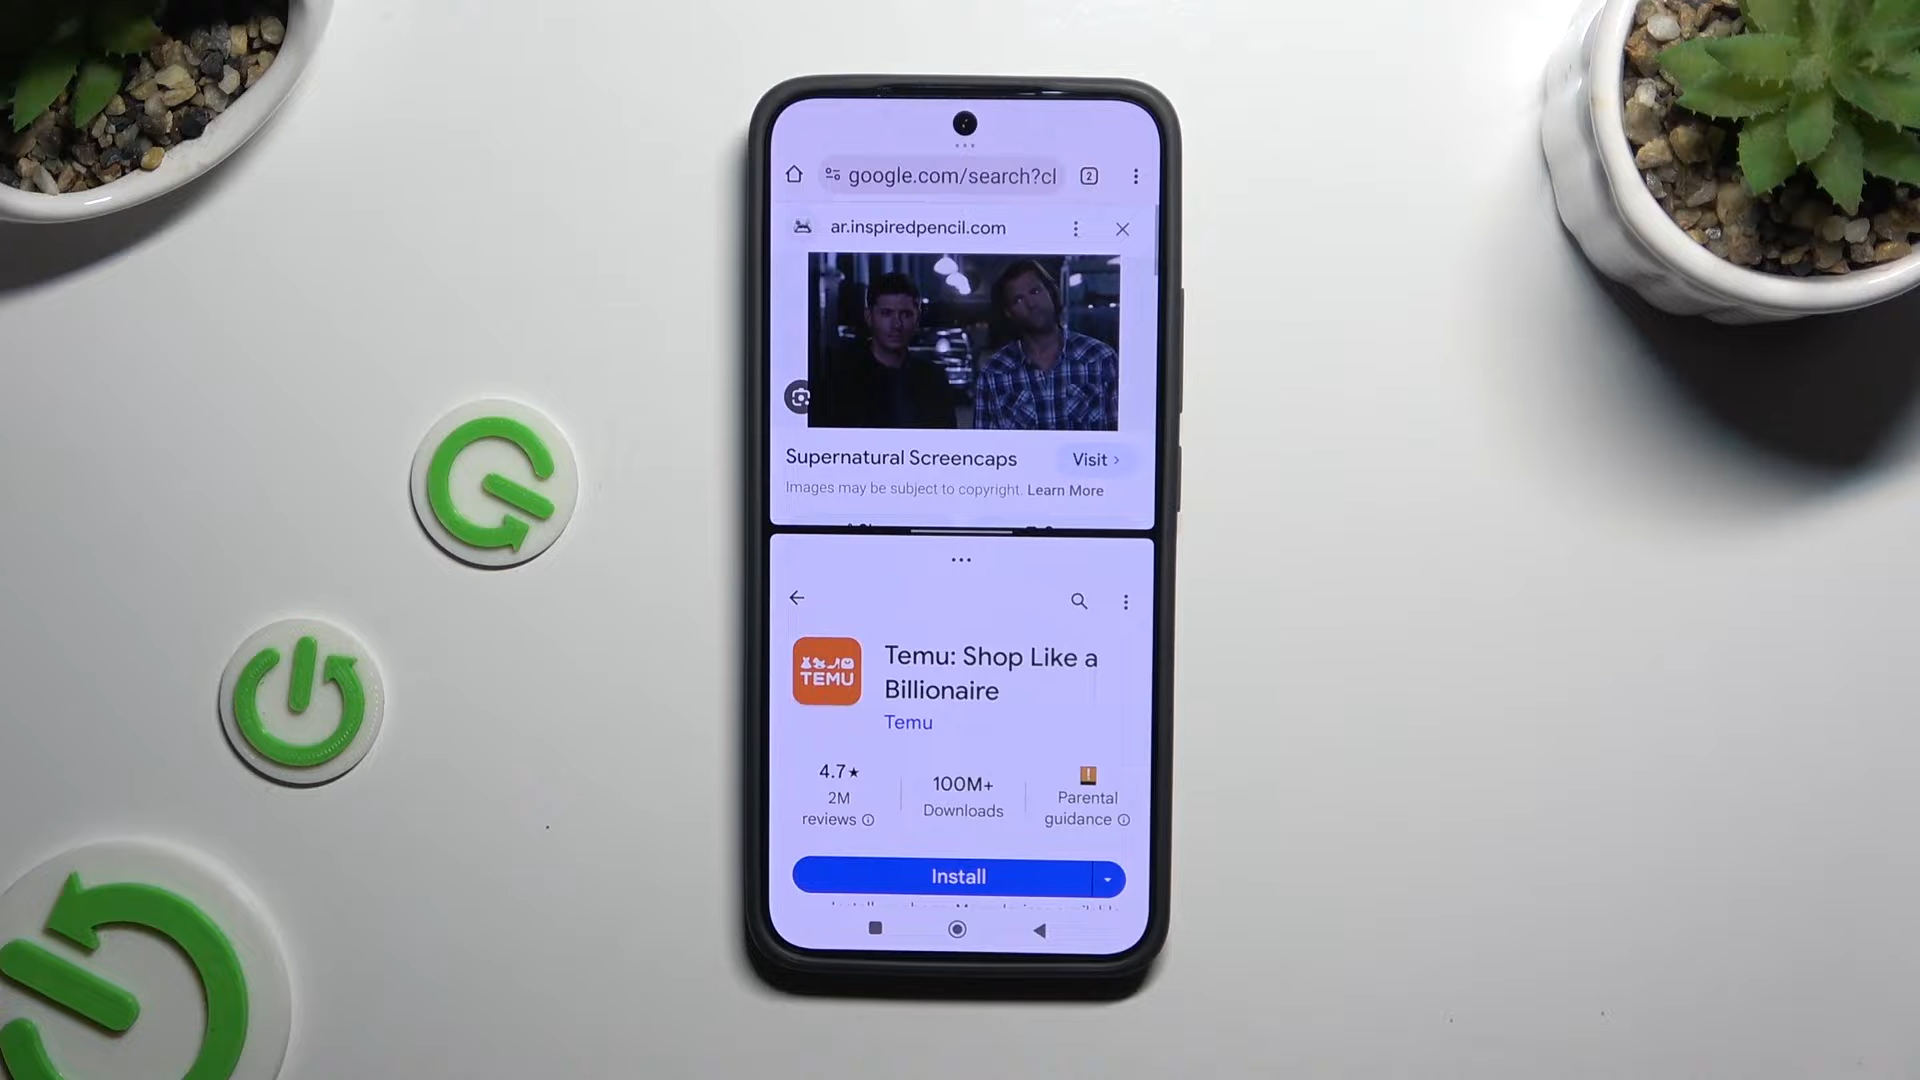 google.com/search?cl
2
ar.inspiredpencil.com
Supernatural Screencaps
Visit
Images may be subject to copyright. Learn More
TEMU
Temu: Shop Like a
Billionaire
Temu
4.7★
2M
reviews
100M+
Downloads
Parental
guidance
Install